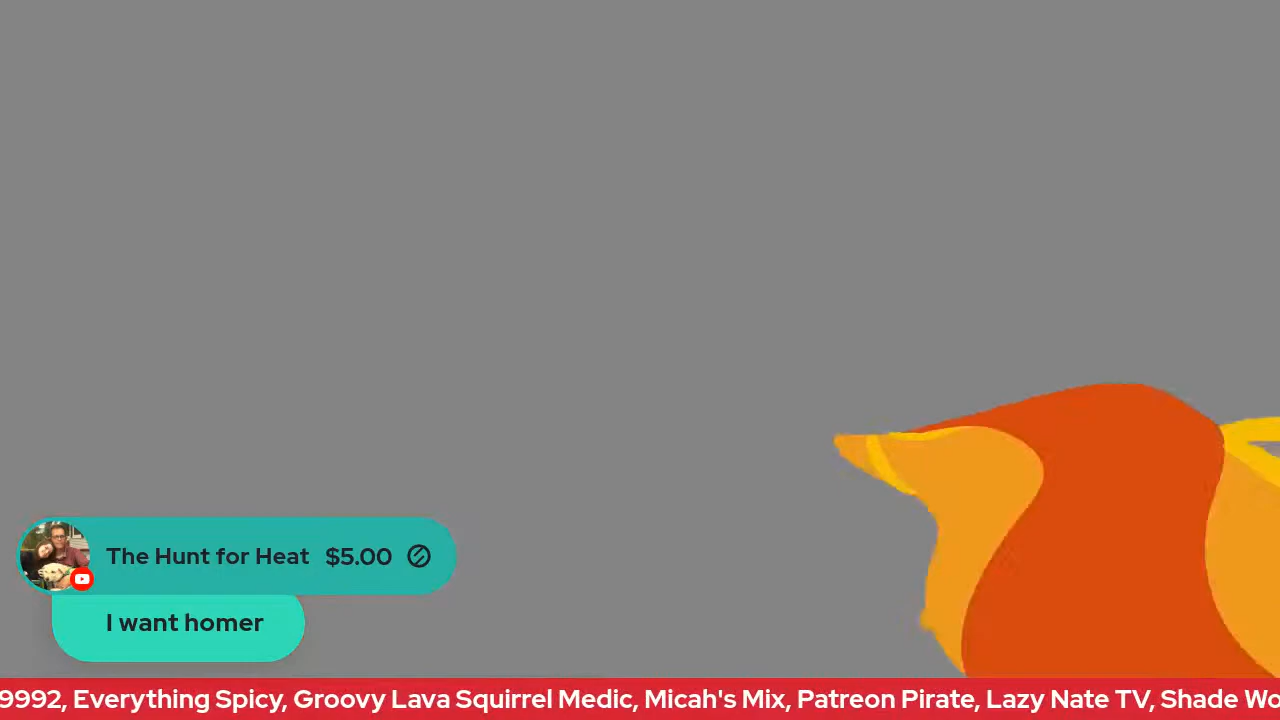 The Hunt for Heat $5.00
I want homer
9992, Everything Spicy, Groovy Lava Squirrel Medic, Micah's Mix, Patreon Pirate, Lazy Nate TV, Shade Wo